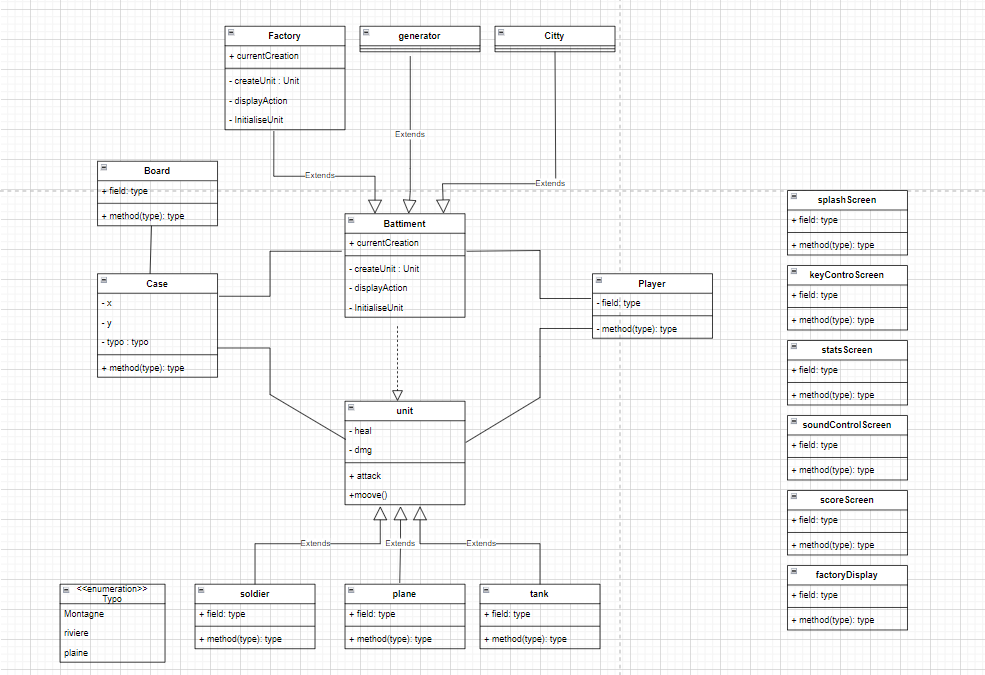 Factory
+ currentCreation
- createUnit : Unit
- displayAction
- InitialiseUnit
generator
Citty
Extends
Extends
Extends
Board
+ field: type
+ method(type): type
Battiment
+ currentCreation
- createUnit : Unit
- displayAction
- InitialiseUnit
Case
- x
- y
- typo : typo
+ method(type): type
Player
- field: type
- method(type): type
unit
- heal
- dmg
+ attack
+moove()
Extends
Extends
Extends
<<enumeration>>
Typo
Montagne
riviere
plaine
soldier
+ field: type
+ method(type): type
plane
+ field: type
+ method(type): type
tank
+ field: type
+ method(type): type
splashScreen
+ field: type
+ method(type): type
keyControScreen
+ field: type
+ method(type): type
statsScreen
+ field: type
+ method(type): type
soundControlScreen
+ field: type
+ method(type): type
scoreScreen
+ field: type
+ method(type): type
factoryDisplay
+ field: type
+ method(type): type